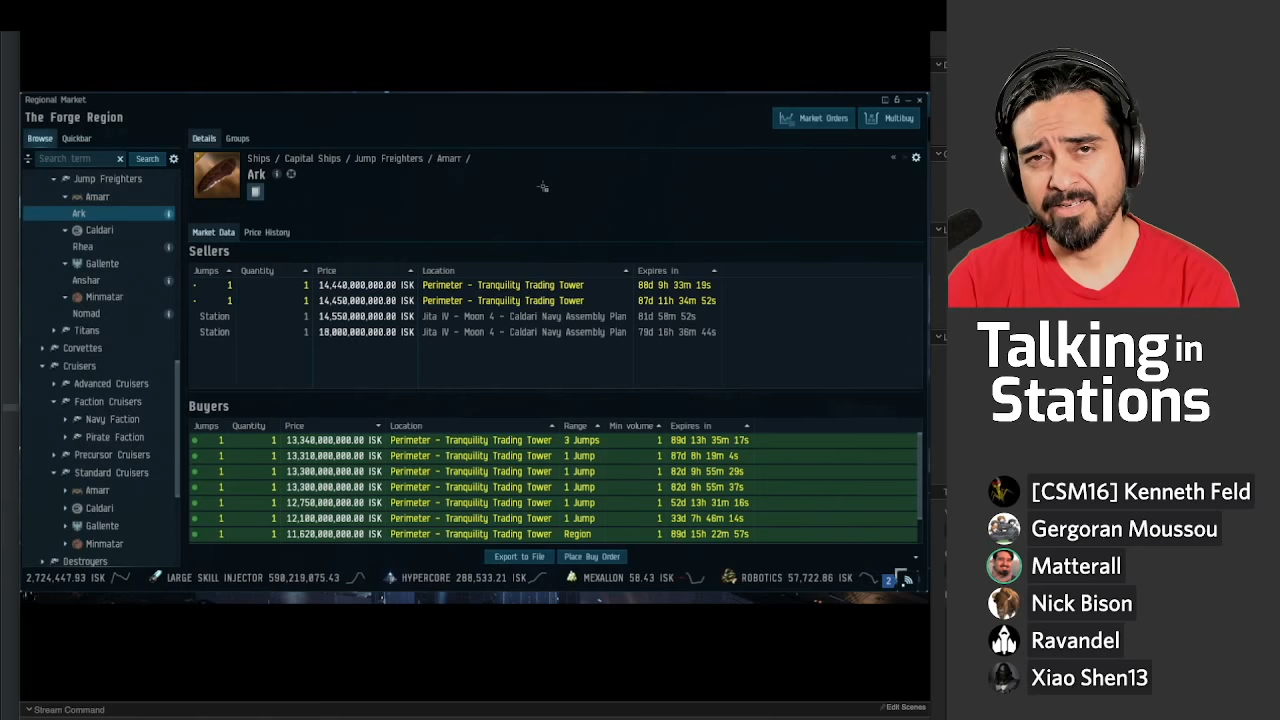 Regional Market
The Forge Region
Market Orders
Multibuy
Browse
Quickbar
Details
Groups
Search term
Search
Ships / Capital Ships / Jump Freighters / Amarr /
Ark
Jump Freighters
Amarr
Ark
Caldari
Rhea
Gallente
Anshar
Minmatar
Nomad
Titans
Corvettes
Cruisers
Advanced Cruisers
Faction Cruisers
Navy Faction
Pirate Faction
Precursor Cruisers
Standard Cruisers
Amarr
Caldari
Gallente
Minmatar
Destroyers
Market Data
Price History
Sellers
Jumps Quantity Price Location Expires in
1 1 14,440,000,000.00 ISK Perimeter - Tranquility Trading Tower 88d 9h 33m 19s
1 1 14,450,000,000.00 ISK Perimeter - Tranquility Trading Tower 87d 11h 34m 52s
Station 1 14,550,000,000.00 ISK Jita IV - Moon 4 - Caldari Navy Assembly Plan 81d 58m 52s
Station 1 18,000,000,000.00 ISK Jita IV - Moon 4 - Caldari Navy Assembly Plan 79d 16h 36m 44s
Buyers
Jumps Quantity Price Location Range Min volume Expires in
1 1 13,340,000,000.00 ISK Perimeter - Tranquility Trading Tower 3 Jumps 1 89d 13h 35m 17s
1 1 13,310,000,000.00 ISK Perimeter - Tranquility Trading Tower 1 Jump 1 87d 8h 19m 4s
1 1 13,300,000,000.00 ISK Perimeter - Tranquility Trading Tower 1 Jump 1 82d 9h 55m 29s
1 1 13,300,000,000.00 ISK Perimeter - Tranquility Trading Tower 1 Jump 1 82d 9h 55m 37s
1 1 12,750,000,000.00 ISK Perimeter - Tranquility Trading Tower 1 Jump 1 52d 13h 31m 16s
1 1 12,100,000,000.00 ISK Perimeter - Tranquility Trading Tower 1 Jump 1 33d 7h 46m 14s
1 1 11,620,000,000.00 ISK Perimeter - Tranquility Trading Tower Region 1 89d 15h 22m 57s
Export to File
Place Buy Order
2,724,447.93 ISK LARGE SKILL INJECTOR 598,219,875.43 HYPERCORE 288,533.21 ISK MEXALLON 58.43 ISK ROBOTICS 57,722.86 ISK
2
Stream Command
Edit Scenes
Talking in
Stations
[CSM16] Kenneth Feld
Gergoran Moussou
Matterall
Nick Bison
Ravandel
Xiao Shen13